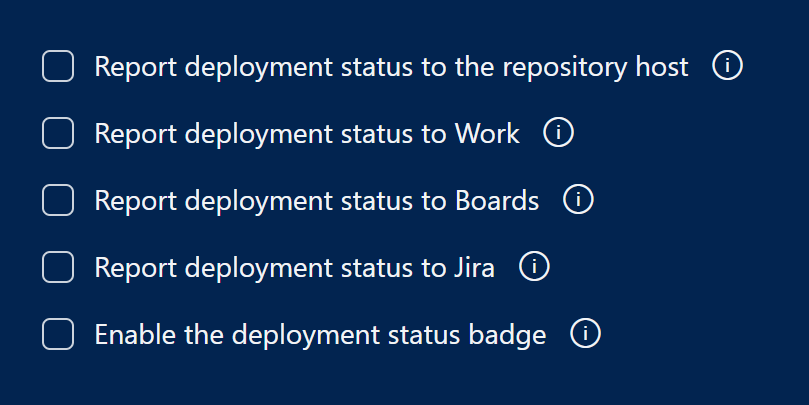 Report deployment status to the repository host
Report deployment status to Work
Report deployment status to Boards
Report deployment status to Jira
Enable the deployment status badge